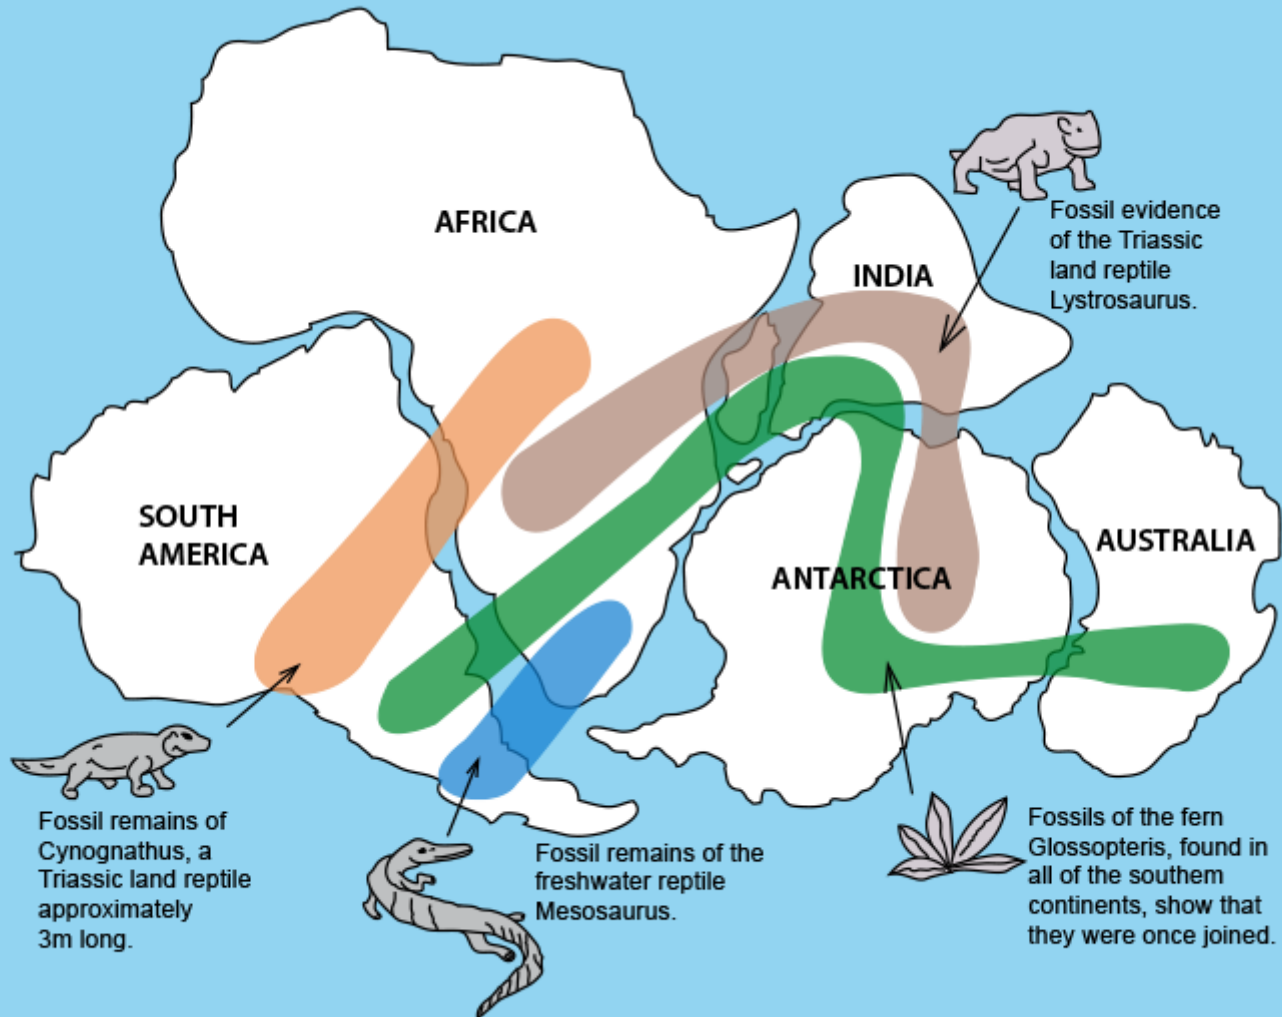 AFRICA
INDIA
Fossil evidence
of the Triassic
land reptile
Lystrosaurus.
SOUTH
AMERICA
ANTARCTICA
AUSTRALIA
Fossil remains of
Cynognathus, a
Triassic land reptile
approximately
3m long.
Fossil remains of the
freshwater reptile
Mesosaurus.
Fossils of the fern
Glossopteris, found in
all of the southem
continents, show that
they were once joined.